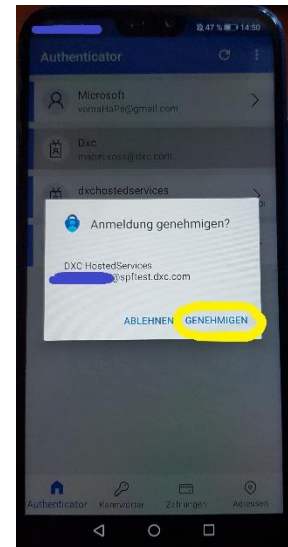 47 % 14:50
Authenticator
Microsoft
vomaHaPe@gmail.com
Dxc
mabel.voss@dxc.com
dxchostedservices
Anmeldung genehmigen?
DXC HostedServices
@spftest.dxc.com
ABLEHNEN GENEHMIGEN
Authenticator Kennwörter Zahlungen Adressen